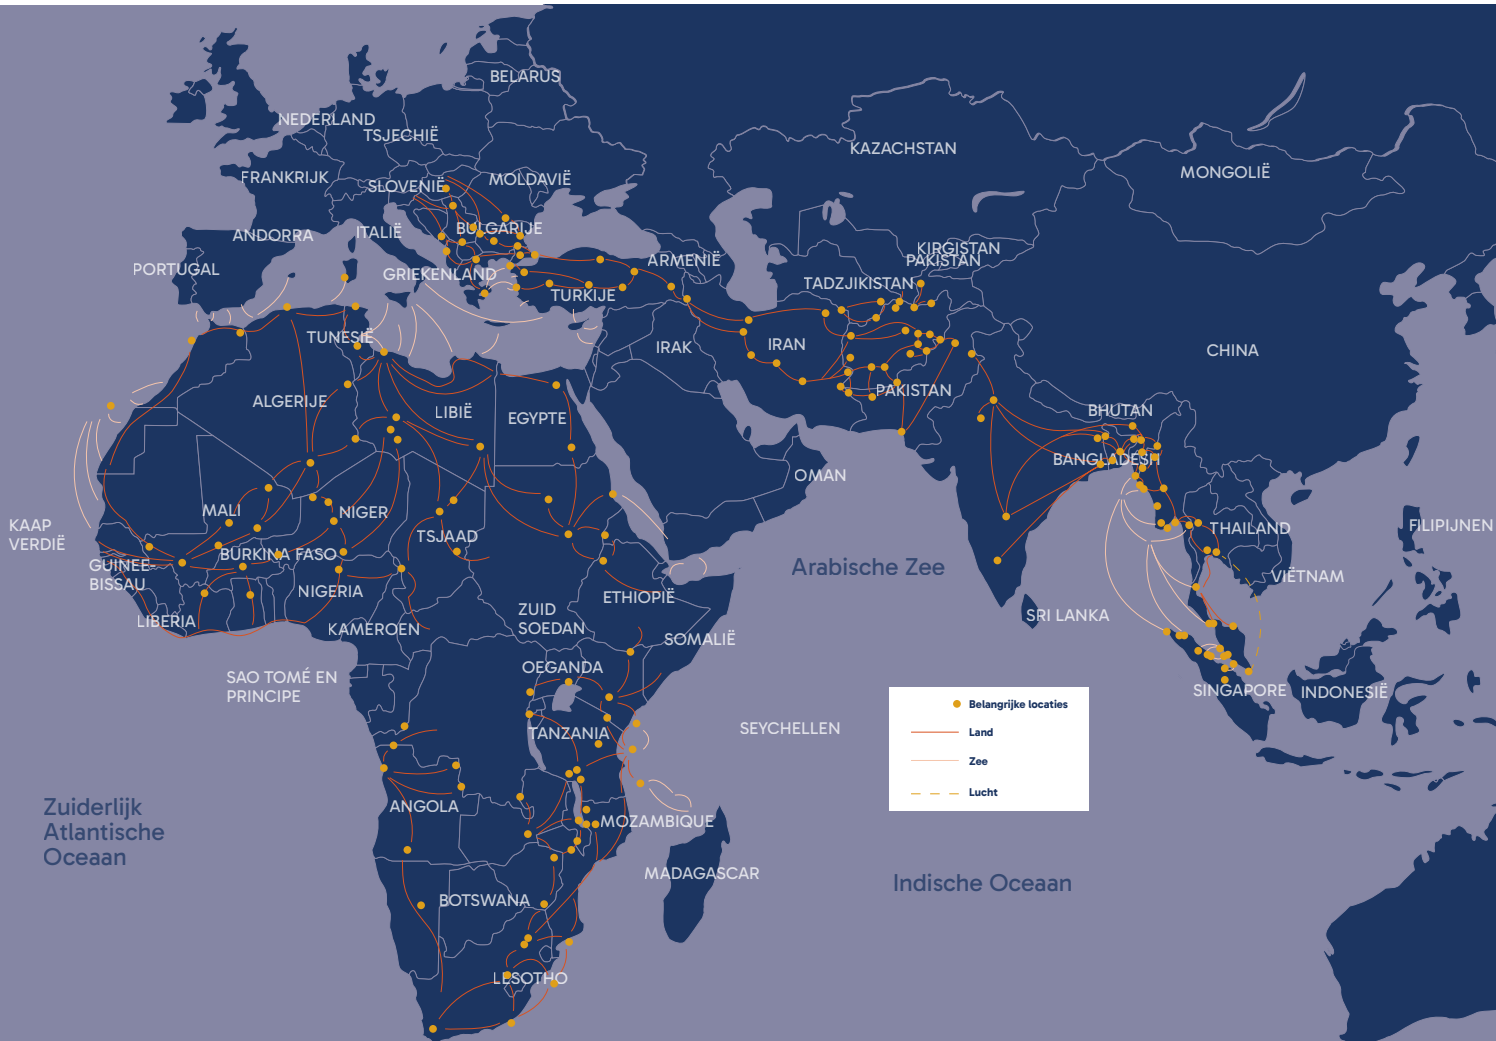 BELARUS
NEDERLAND
TSJECHIË
KAZACHSTAN
MONGOLIË
FRANKRIJK
SLOVENIË
MOLDAVIË
ANDORRA
ITALIË
BULGARIJE
KIRGISTAN
PAKISTAN
ARMENIË
PORTUGAL
GRIEKENLAND
TADZJIKISTAN
TURKIJE
TUNESIË
IRAK
IRAN
CHINA
ALGERIJE
LIBIË
EGYPTE
PAKISTAN
BHUTAN
BANGLADESH
OMAN
MALI
NIGER
KAAP
VERDIË
TSJAAD
THAILAND
FILIPIJNEN
BURKINA FASO
GUINEE-
BISSAU
Arabische Zee
VIËTNAM
NIGERIA
ETHIOPIË
LIBERIA
KAMEROEN
ZUID
SOEDAN
SRI LANKA
SOMALIË
OEGANDA
SAO TOMÉ EN
PRINCIPE
SINGAPORE
INDONESIË
TANZANIA
SEYCHELLEN
Belangrijke locaties
Land
Zee
Lucht
Zuiderlijk
Atlantische
Oceaan
ANGOLA
MOZAMBIQUE
MADAGASCAR
Indische Oceaan
BOTSWANA
LESOTHO